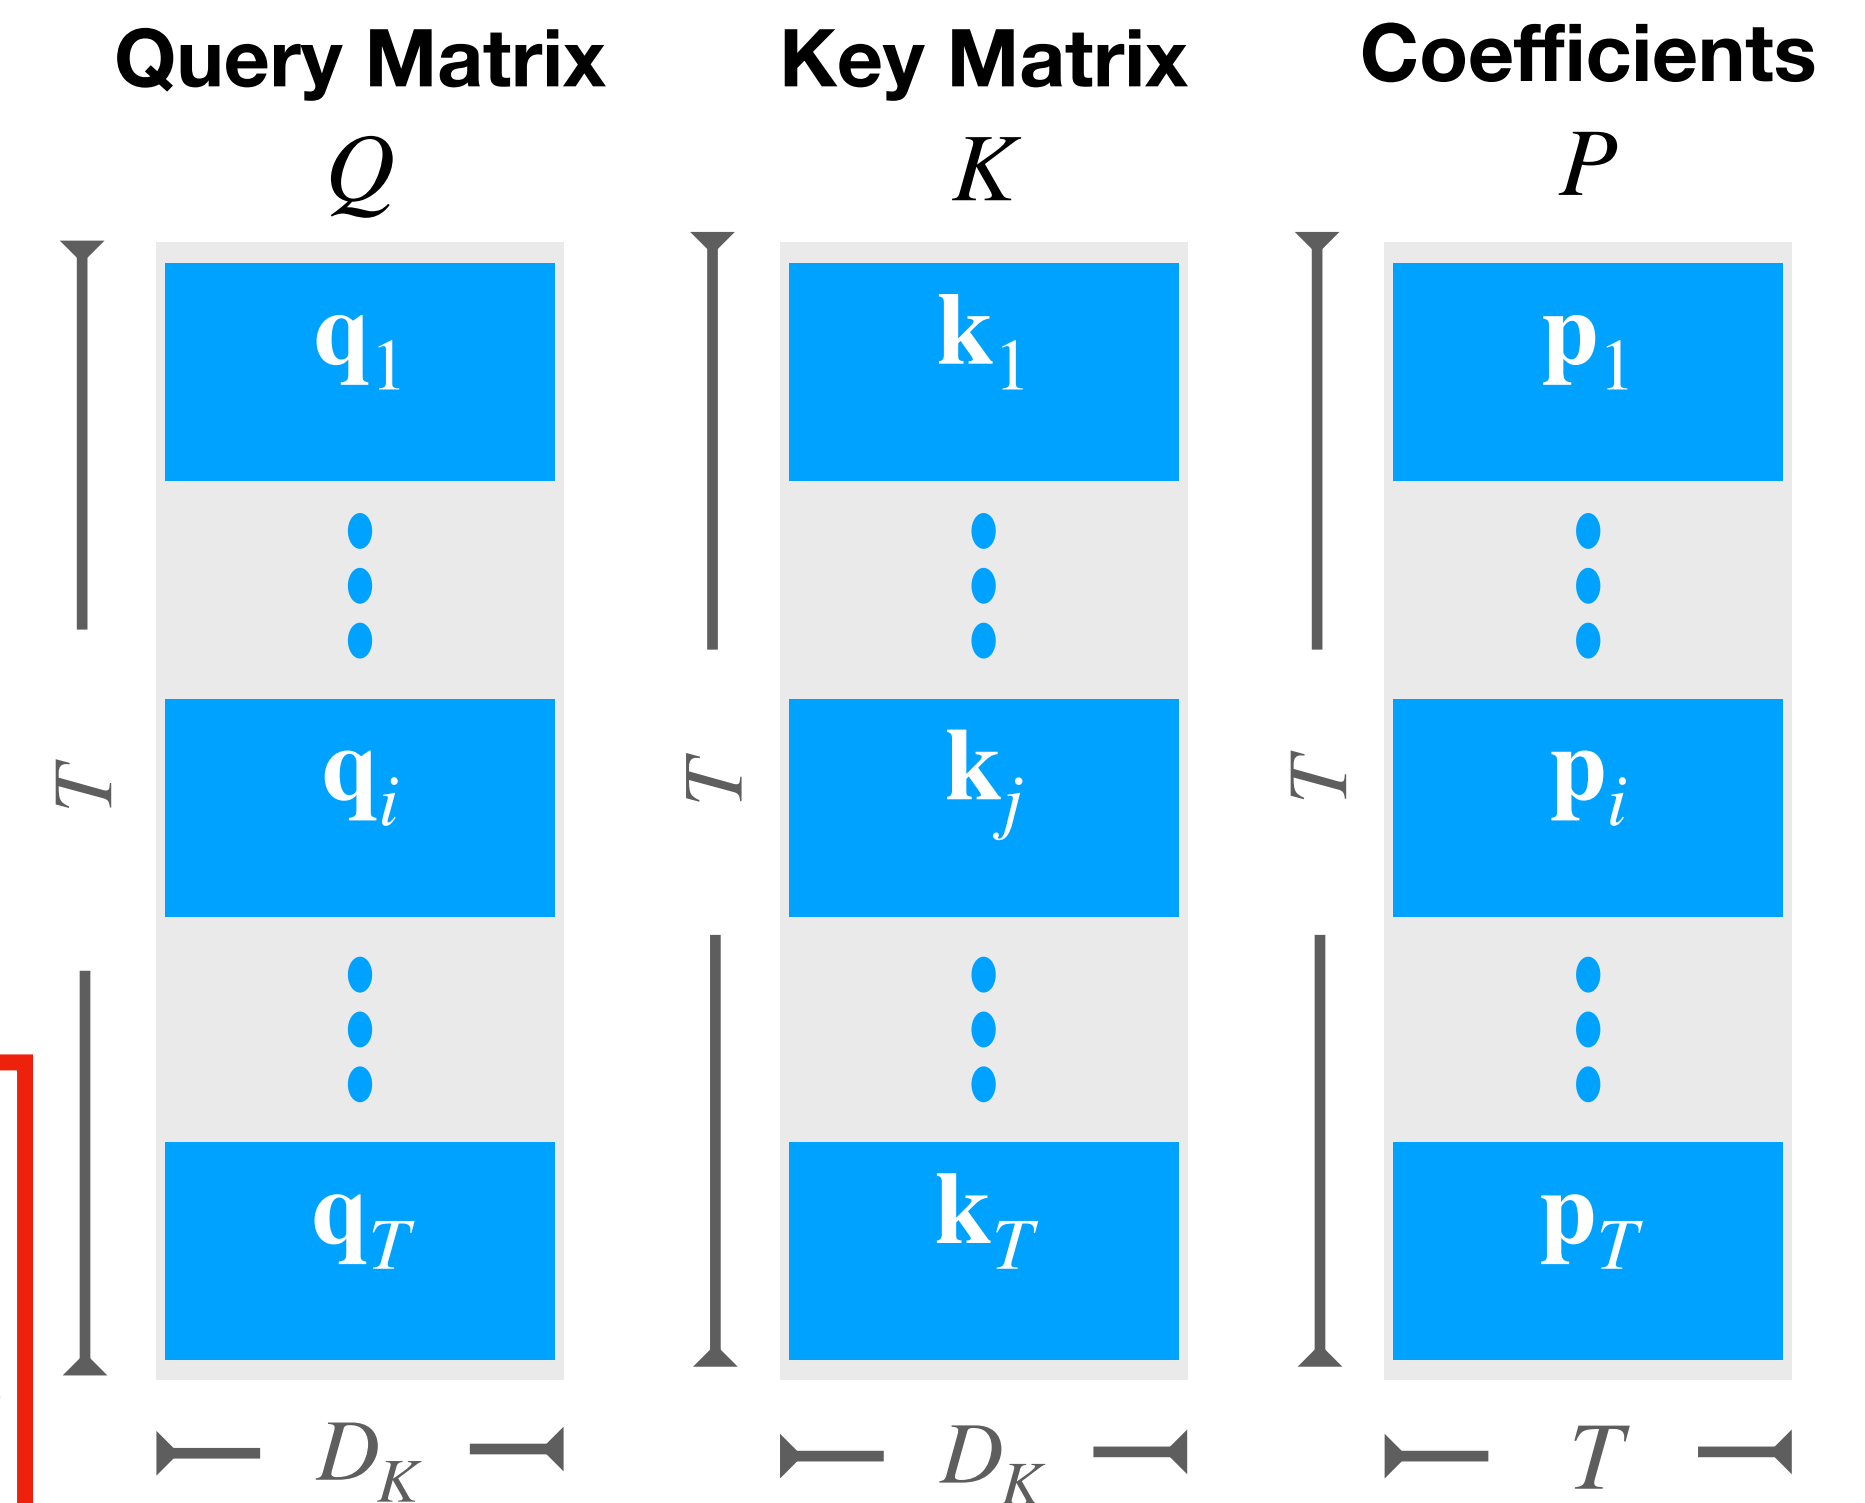 Query Matrix Key Matrix Coefficients
Q K P
q1 k1 p1
T T T
qi kj pi
qT kT pT
DK DK T